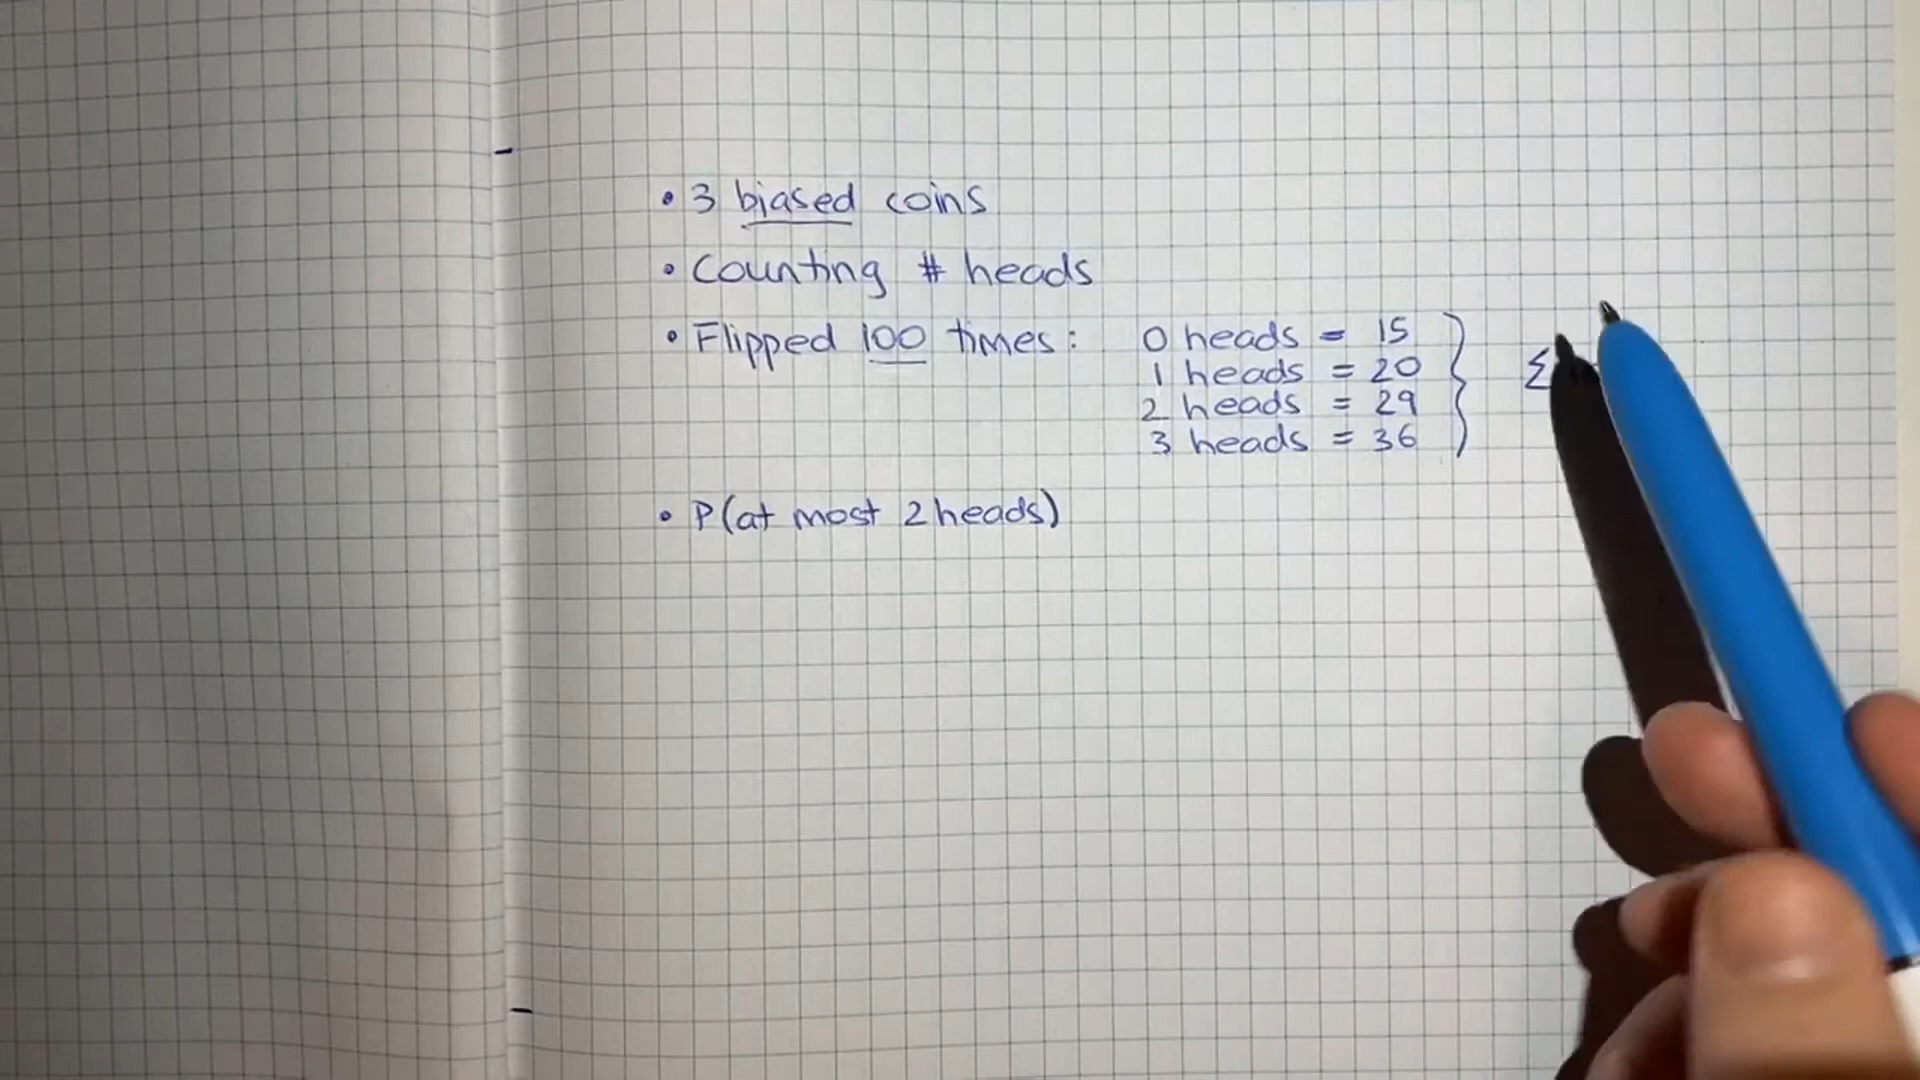 • 3 biased coins
• Counting # heads
• Flipped 100 times: 0 heads = 15
1 heads = 20
2 heads = 29
3 heads = 36
Σ
• P(at most 2 heads)